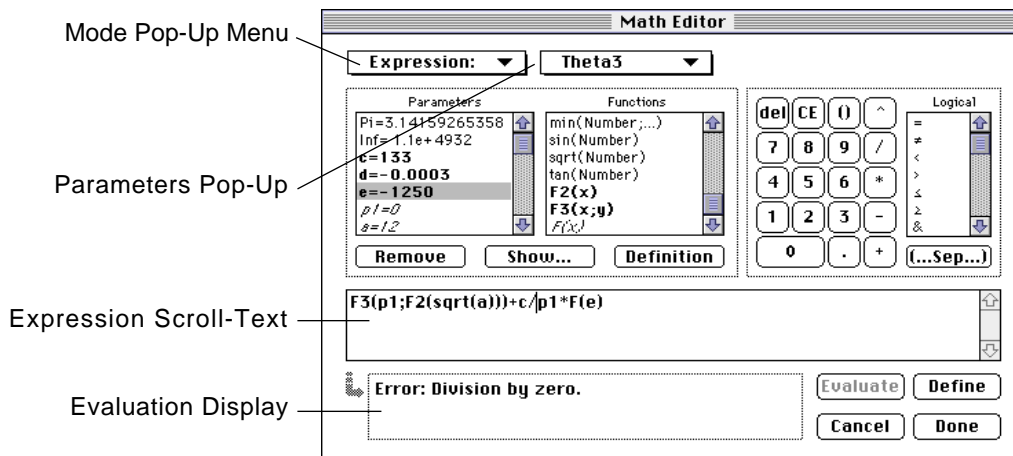 Math Editor
Mode Pop-Up Menu
Expression: ▼
Theta3 ▼
Parameters Pop-Up
Parameters
Pi=3.14159265358
Inf= 1.1e+4932
c=133
d=-0.0003
e=-1250
p1=0
a=12
Functions
min(Number;...)
sin(Number)
sqrt(Number)
tan(Number)
F2(x)
F3(x;y)
F(x)
Remove
Show...
Definition
del CE () ^
7 8 9 /
4 5 6 *
1 2 3 -
0 . +
Logical
=
≠
<
>
≤
≥
&
(...Sep...)
Expression Scroll-Text
F3(p1;F2(sqrt(a)))+c/p1*F(e)
Evaluation Display
Error: Division by zero.
Evaluate
Define
Cancel
Done